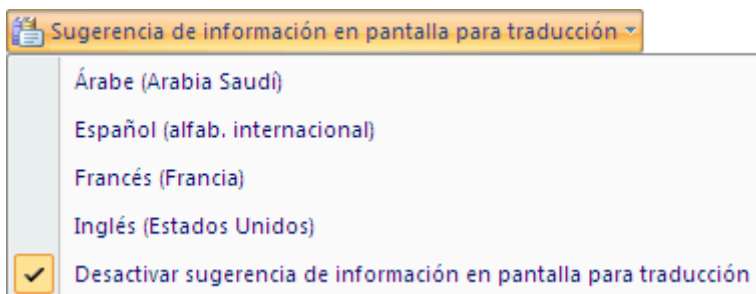 Sugerencia de información en pantalla para traducción
Árabe (Arabia Saudí)
Español (alfab. internacional)
Francés (Francia)
Inglés (Estados Unidos)
Desactivar sugerencia de información en pantalla para traducción